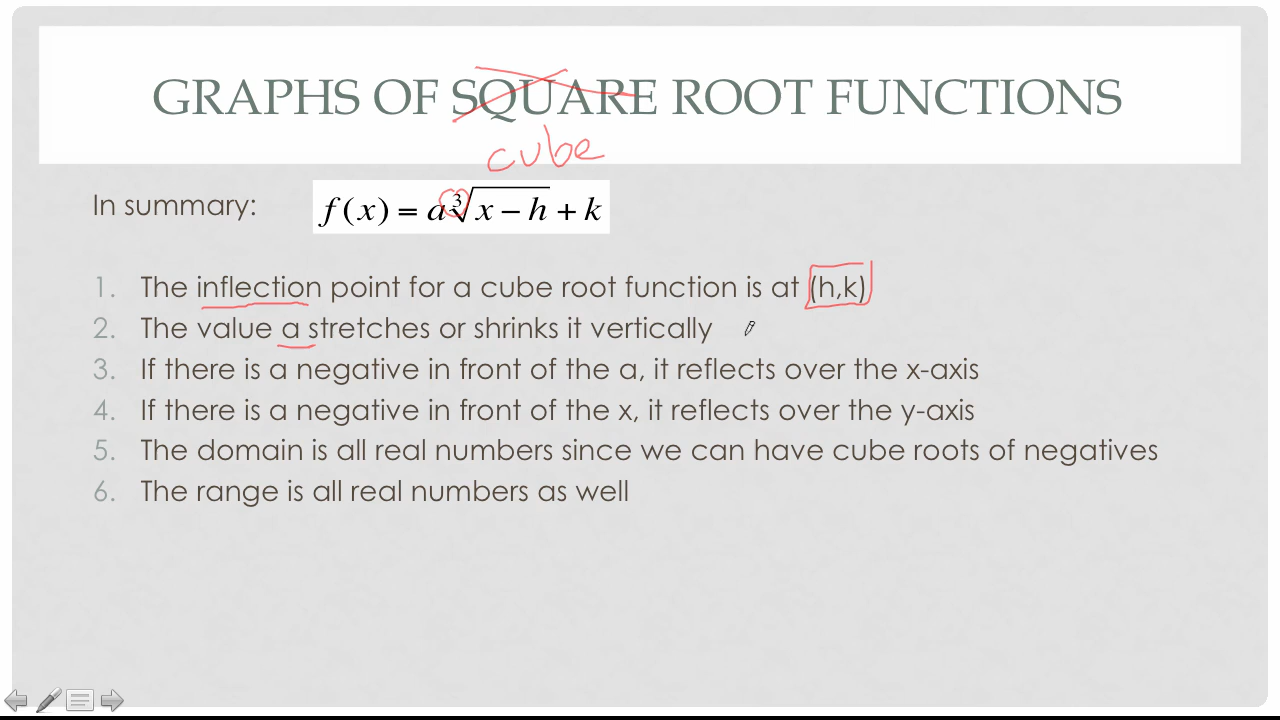 GRAPHS OF SQUARE ROOT FUNCTIONS
cube
In summary: f(x) = a∛x − h + k
1. The inflection point for a cube root function is at (h,k)
2. The value a stretches or shrinks it vertically
3. If there is a negative in front of the a, it reflects over the x-axis
4. If there is a negative in front of the x, it reflects over the y-axis
5. The domain is all real numbers since we can have cube roots of negatives
6. The range is all real numbers as well